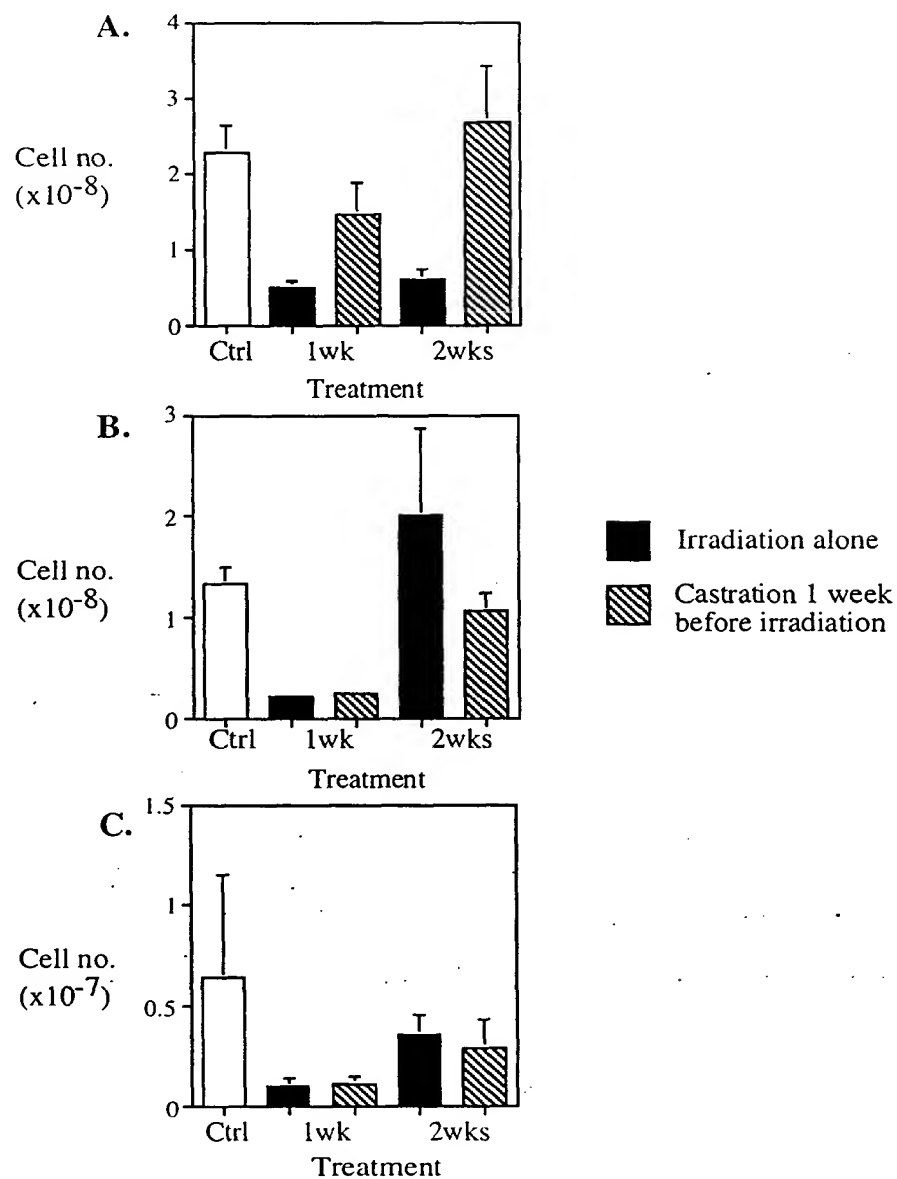 A.
4
3
2
1
0
Cell no.
(x10-8)
Ctrl 1wk 2wks
Treatment
B.
3
2
1
0
Cell no.
(x10-8)
Ctrl 1wk 2wks
Treatment
Irradiation alone
Castration 1 week
before irradiation
C.
1.5
1
0.5
0
Cell no.
(x10-7)
Ctrl 1wk 2wks
Treatment